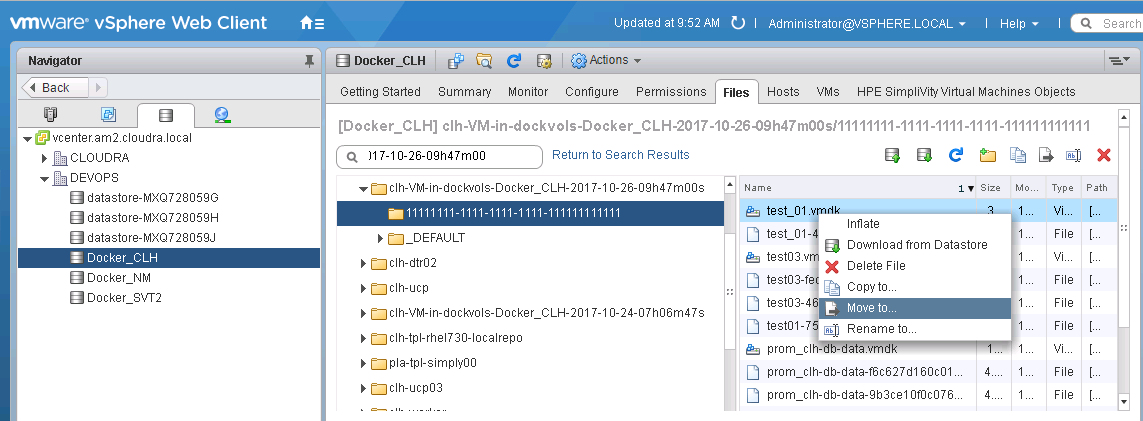 vmware® vSphere Web Client
Updated at 9:52 AM
Administrator@VSPHERE.LOCAL
Help
Search
Navigator
Back
vcenter.am2.cloudra.local
CLOUDRA
DEVOPS
datastore-MXQ728059G
datastore-MXQ728059H
datastore-MXQ728059J
Docker_CLH
Docker_NM
Docker_SVT2
Docker_CLH
Actions
Getting Started Summary Monitor Configure Permissions Files Hosts VMs HPE SimpliVity Virtual Machines Objects
[Docker_CLH] clh-VM-in-dockvols-Docker_CLH-2017-10-26-09h47m00s/11111111-1111-1111-1111-111111111111
)17-10-26-09h47m00
Return to Search Results
clh-VM-in-dockvols-Docker_CLH-2017-10-26-09h47m00s
11111111-1111-1111-1111-111111111111
_DEFAULT
clh-dtr02
clh-ucp
clh-VM-in-dockvols-Docker_CLH-2017-10-24-07h06m47s
clh-tpl-rhel730-localrepo
pla-tpl-simply00
clh-ucp03
clh-worker
Name 1 Size Mo... Type Path
test_01.vmdk 3... 1... Vi... [...
test_01-4 1... File [...
test03.vm 1... Vi... [...
test03-fec 1... File [...
test03-46 1... File [...
test01-75 1... File [...
prom_clh-db-data.vmdk 1... 1... Vi... [...
prom_clh-db-data-f6c627d160c01... 4.... 1... File [...
prom_clh-db-data-9b3ce10f0c076... 4.... 1... File [...
Inflate
Download from Datastore
Delete File
Copy to...
Move to...
Rename to...